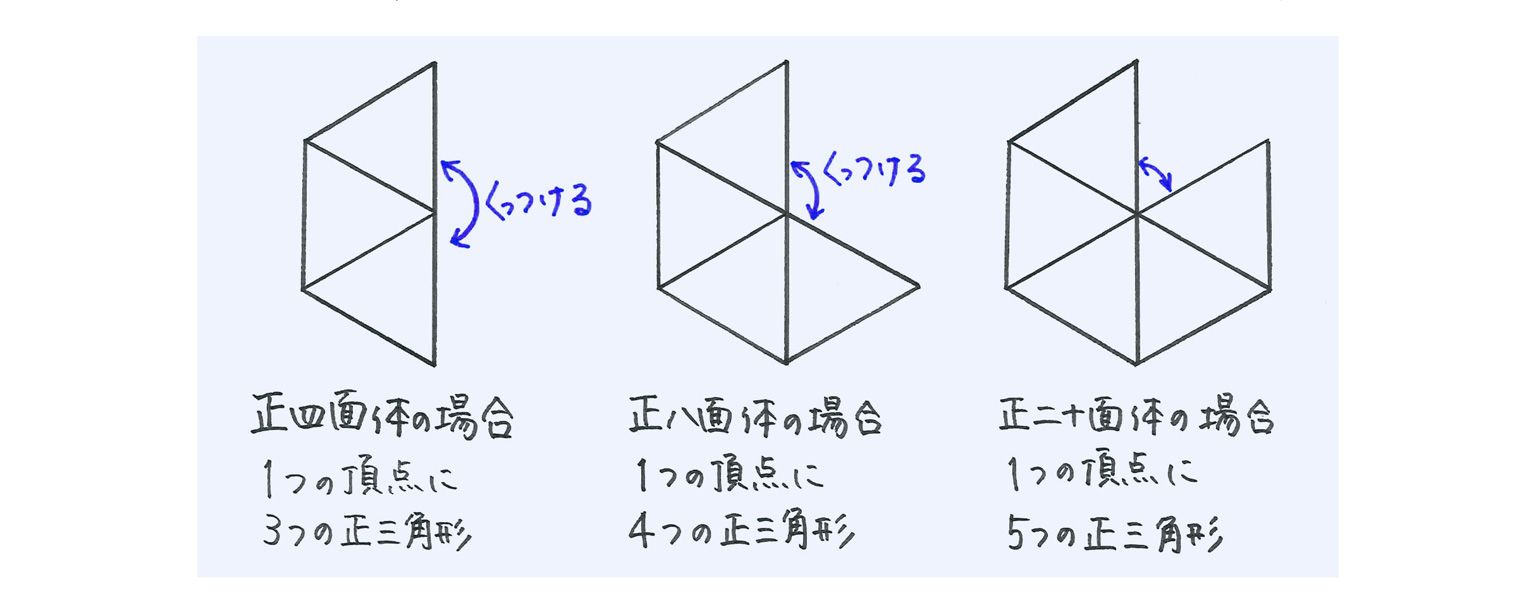 くっつける
くっつける
正四面体の場合
1つの頂点に
3つの正三角形
正八面体の場合
1つの頂点に
4つの正三角形
正二十面体の場合
1つの頂点に
5つの正三角形